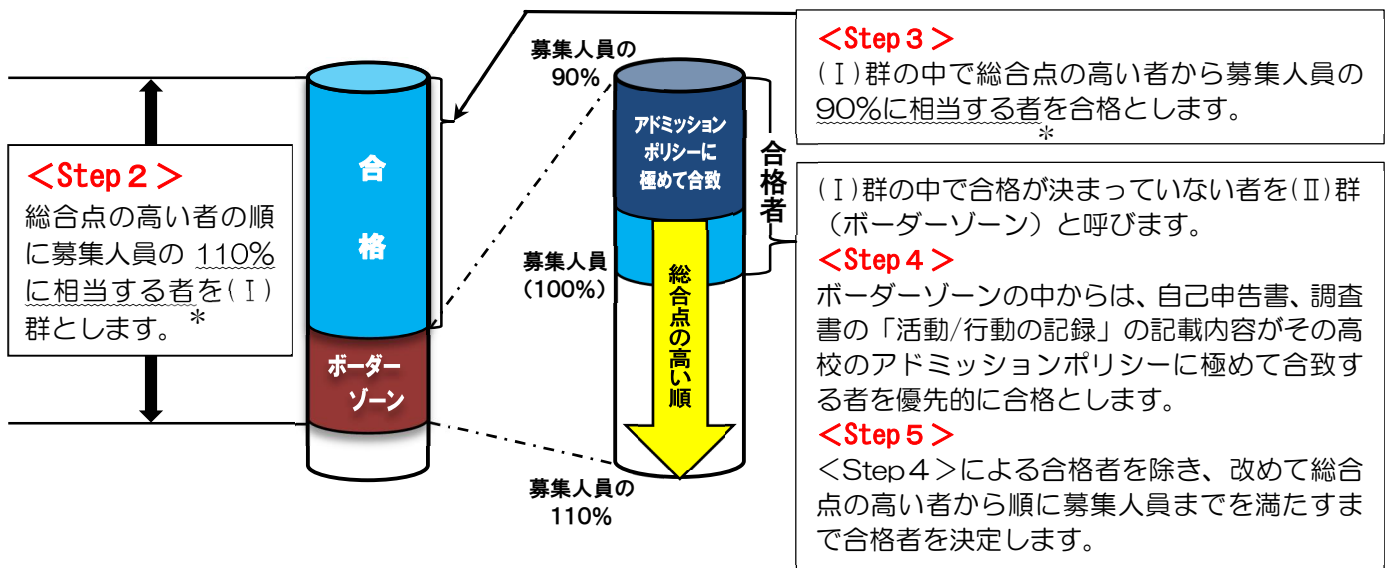 <Step２>
総合点の高い者の順
に募集人員の 110%
に相当する者を(Ⅰ)
群とします。 *
合
格
ボーダー
ゾーン
募集人員の
90%
アドミッション
ポリシーに
極めて合致
合格者
募集人員
(100%)
総合点の高い順
募集人員の
110%
<Step３>
(Ⅰ)群の中で総合点の高い者から募集人員の
90%に相当する者を合格とします。
*
(Ⅰ)群の中で合格が決まっていない者を(Ⅱ)群
（ボーダーゾーン）と呼びます。
<Step４>
ボーダーゾーンの中からは、自己申告書、調査
書の「活動/行動の記録」の記載内容がその高
校のアドミッションポリシーに極めて合致す
る者を優先的に合格とします。
<Step５>
<Step４>による合格者を除き、改めて総合
点の高い者から順に募集人員までを満たすま
で合格者を決定します。